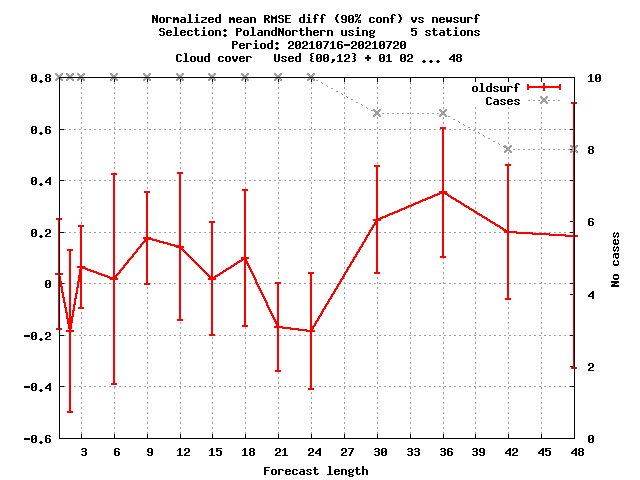 Normalized mean RMSE diff (90% conf) vs newsurf
Selection: PolandNorthern using     5 stations
Period: 20210716-20210720
Cloud cover   Used {00,12} + 01 02 ... 48
oldsurf
Cases
0.8
0.6
0.4
0.2
0
-0.2
-0.4
-0.6
10
8
6
4
2
0
No cases
3 6 9 12 15 18 21 24 27 30 33 36 39 42 45 48
Forecast length